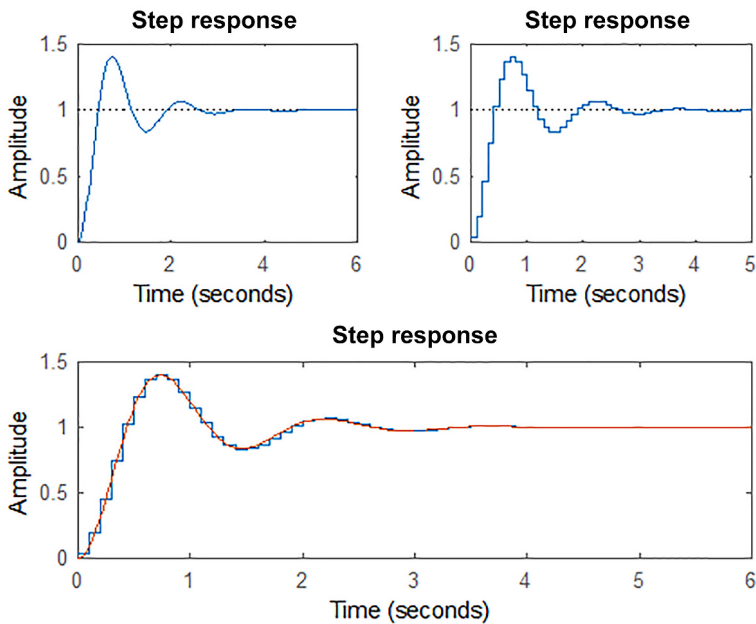 Step response
1.5
1
0.5
0
0 2 4 6
Amplitude
Time (seconds)
Step response
1.5
1
0.5
0
0 1 2 3 4 5
Amplitude
Time (seconds)
Step response
1.5
1
0.5
0
0 1 2 3 4 5 6
Amplitude
Time (seconds)